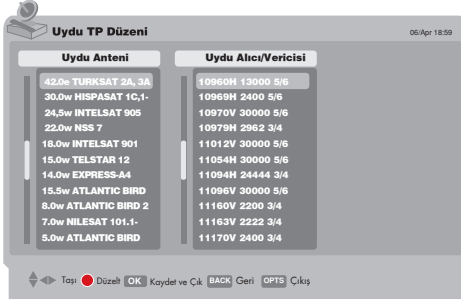 Uydu TP Düzeni
06/Apr 18:59
Uydu Anteni
42.0e TURKSAT 2A, 3A
30.0w HISPASAT 1C,1-
24,5w INTELSAT 905
22.0w NSS 7
18.0w INTELSAT 901
15.0w TELSTAR 12
14.0w EXPRESS-A4
15.5w ATLANTIC BIRD
8.0w ATLANTIC BIRD 2
7.0w NILESAT 101.1-
5.0w ATLANTIC BIRD
Uydu Alıcı/Vericisi
10960H 13000 5/6
10969H 2400 5/6
10970V 30000 5/6
10979H 2962 3/4
11012V 30000 5/6
11054H 30000 5/6
11094H 24444 3/4
11096V 30000 5/6
11160V 2200 3/4
11163V 2222 3/4
11170V 2400 3/4
Taşı Düzelt OK Kaydet ve Çık BACK Geri OPTS Çıkış